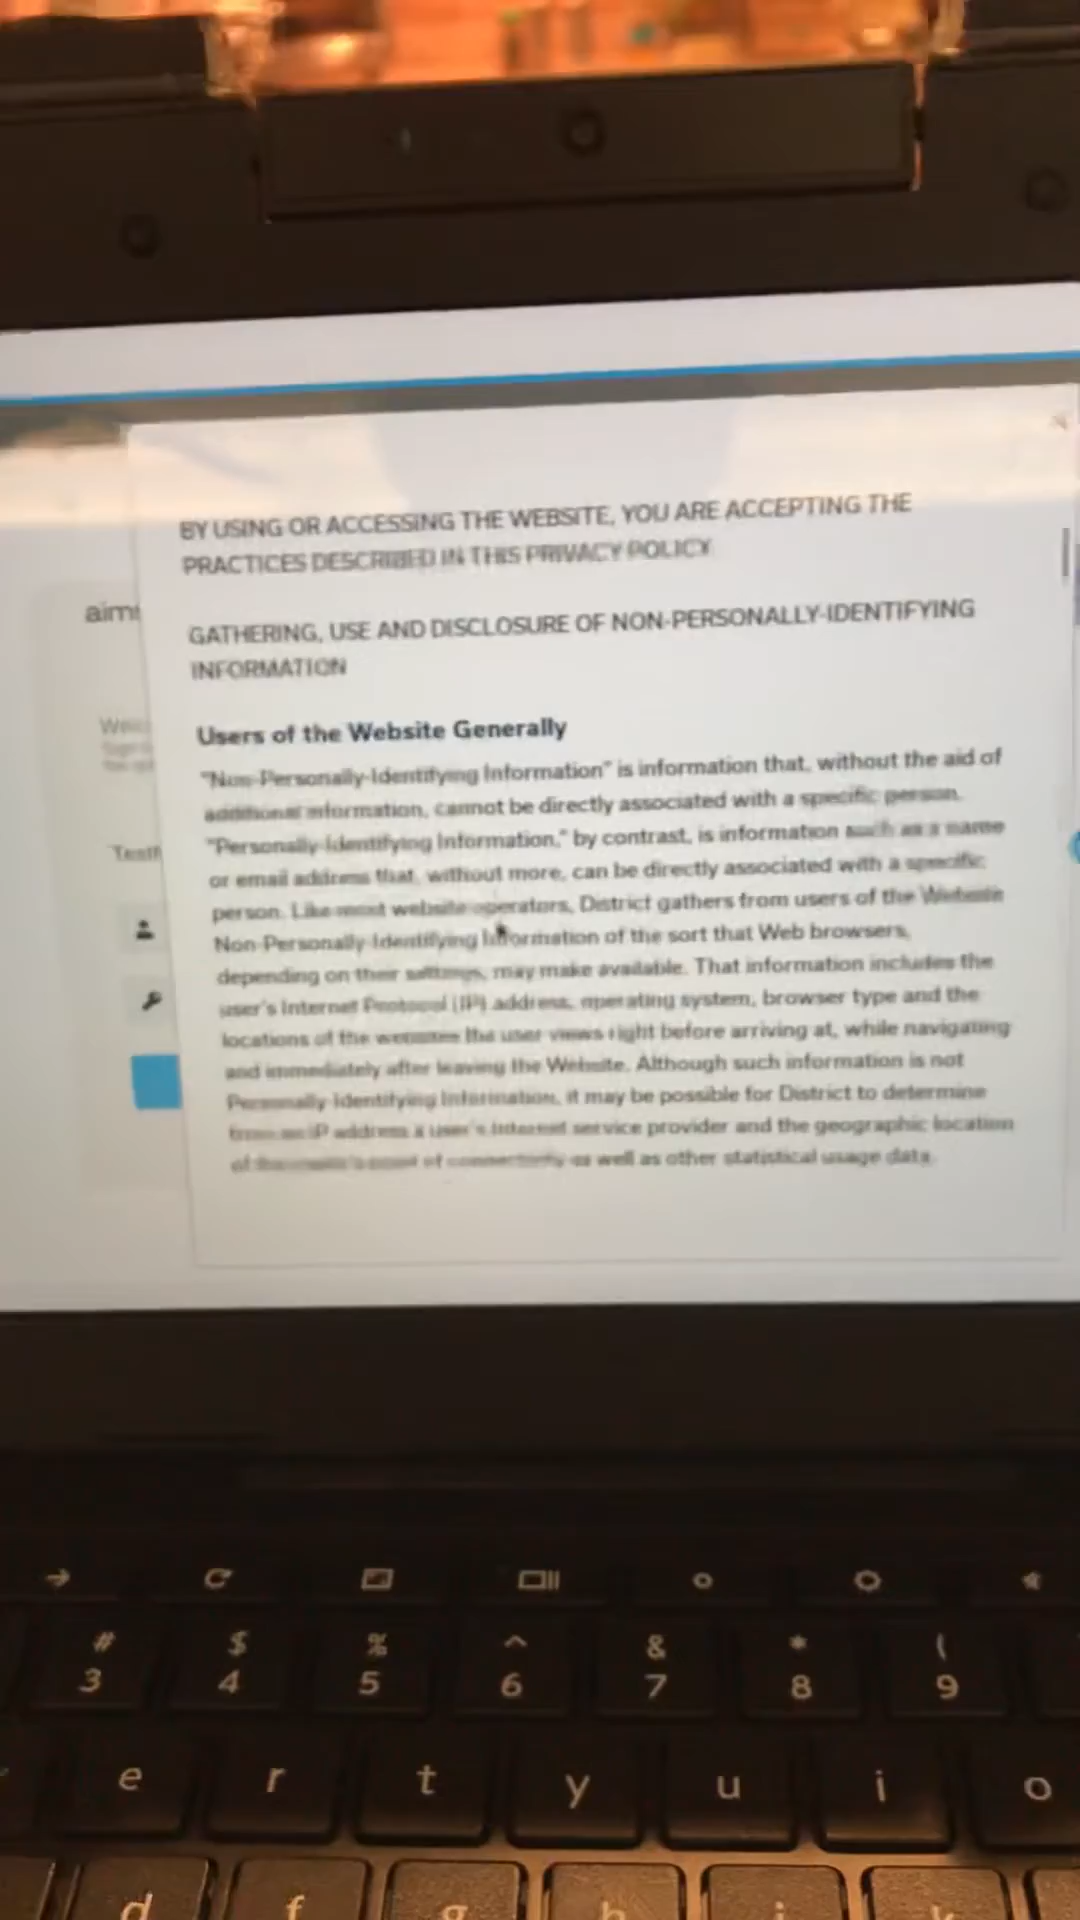 BY USING OR ACCESSING THE WEBSITE, YOU ARE ACCEPTING THE
PRACTICES DESCRIBED IN THIS PRIVACY POLICY
GATHERING, USE AND DISCLOSURE OF NON-PERSONALLY-IDENTIFYING
INFORMATION
Users of the Website Generally
"Non-Personally-Identifying Information" is information that, without the aid of
additional information, cannot be directly associated with a specific person.
"Personally-Identifying Information," by contrast, is information such as a name
or email address that, without more, can be directly associated with a specific
person. Like most website operators, District gathers from users of the Website
Non-Personally-Identifying Information of the sort that Web browsers,
depending on their settings, may make available. That information includes the
user's Internet Protocol (IP) address, operating system, browser type and the
locations of the websites the user views right before arriving at, while navigating
and immediately after leaving the Website. Although such information is not
Personally-Identifying Information, it may be possible for District to determine
from an IP address a user's Internet service provider and the geographic location
of connectivity as well as other statistical usage data.
aims
# $ % ^ & * (
3 4 5 6 7 8 9
e r t y u i o
d f g h j k